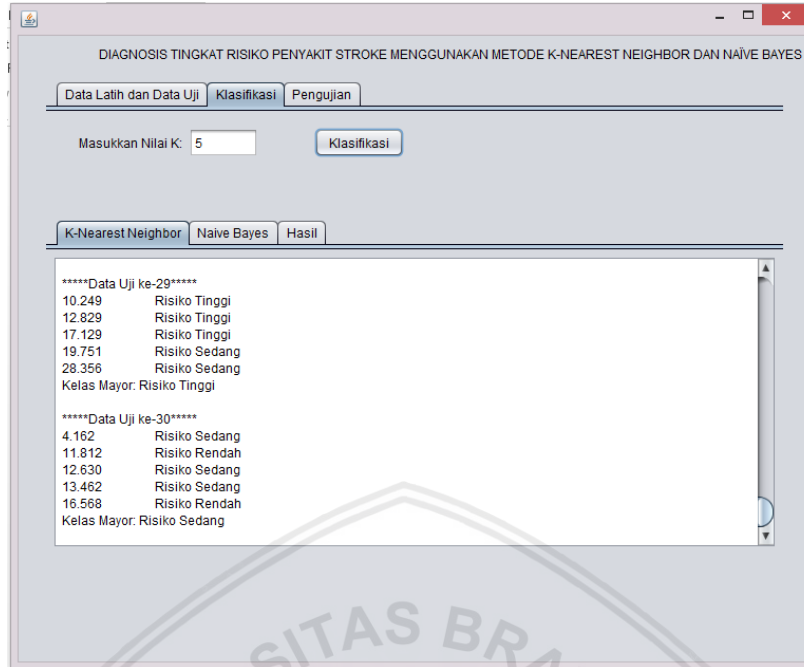 DIAGNOSIS TINGKAT RISIKO PENYAKIT STROKE MENGGUNAKAN METODE K-NEAREST NEIGHBOR DAN NAÏVE BAYES
Data Latih dan Data Uji Klasifikasi Pengujian
Masukkan Nilai K: 5 Klasifikasi
K-Nearest Neighbor Naive Bayes Hasil
*****Data Uji ke-29*****
10.249 Risiko Tinggi
12.829 Risiko Tinggi
17.129 Risiko Tinggi
19.751 Risiko Sedang
28.356 Risiko Sedang
Kelas Mayor: Risiko Tinggi
*****Data Uji ke-30*****
4.162 Risiko Sedang
11.812 Risiko Rendah
12.630 Risiko Sedang
13.462 Risiko Sedang
16.568 Risiko Rendah
Kelas Mayor: Risiko Sedang
SITAS BRA